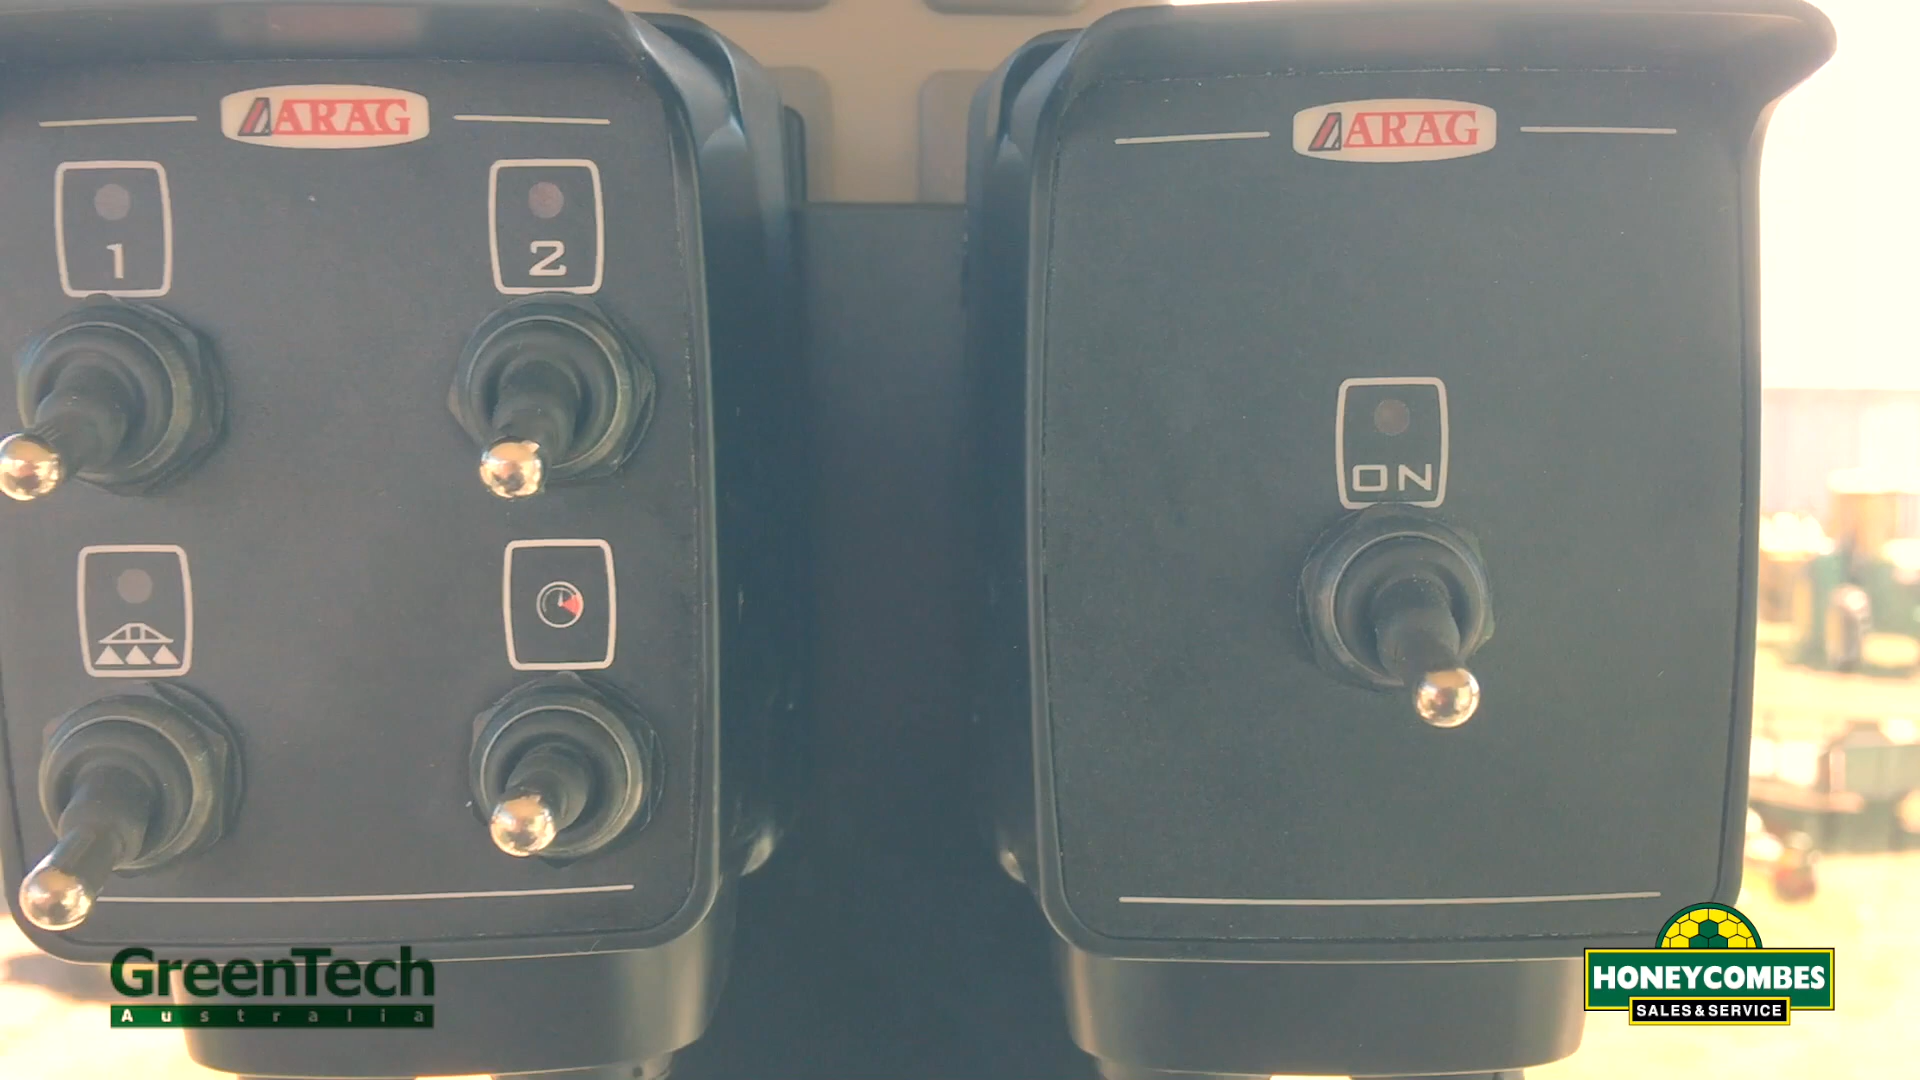 ARAG
ARAG
1
2
ON
GreenTech
Australia
HONEYCOMBES
SALES & SERVICE